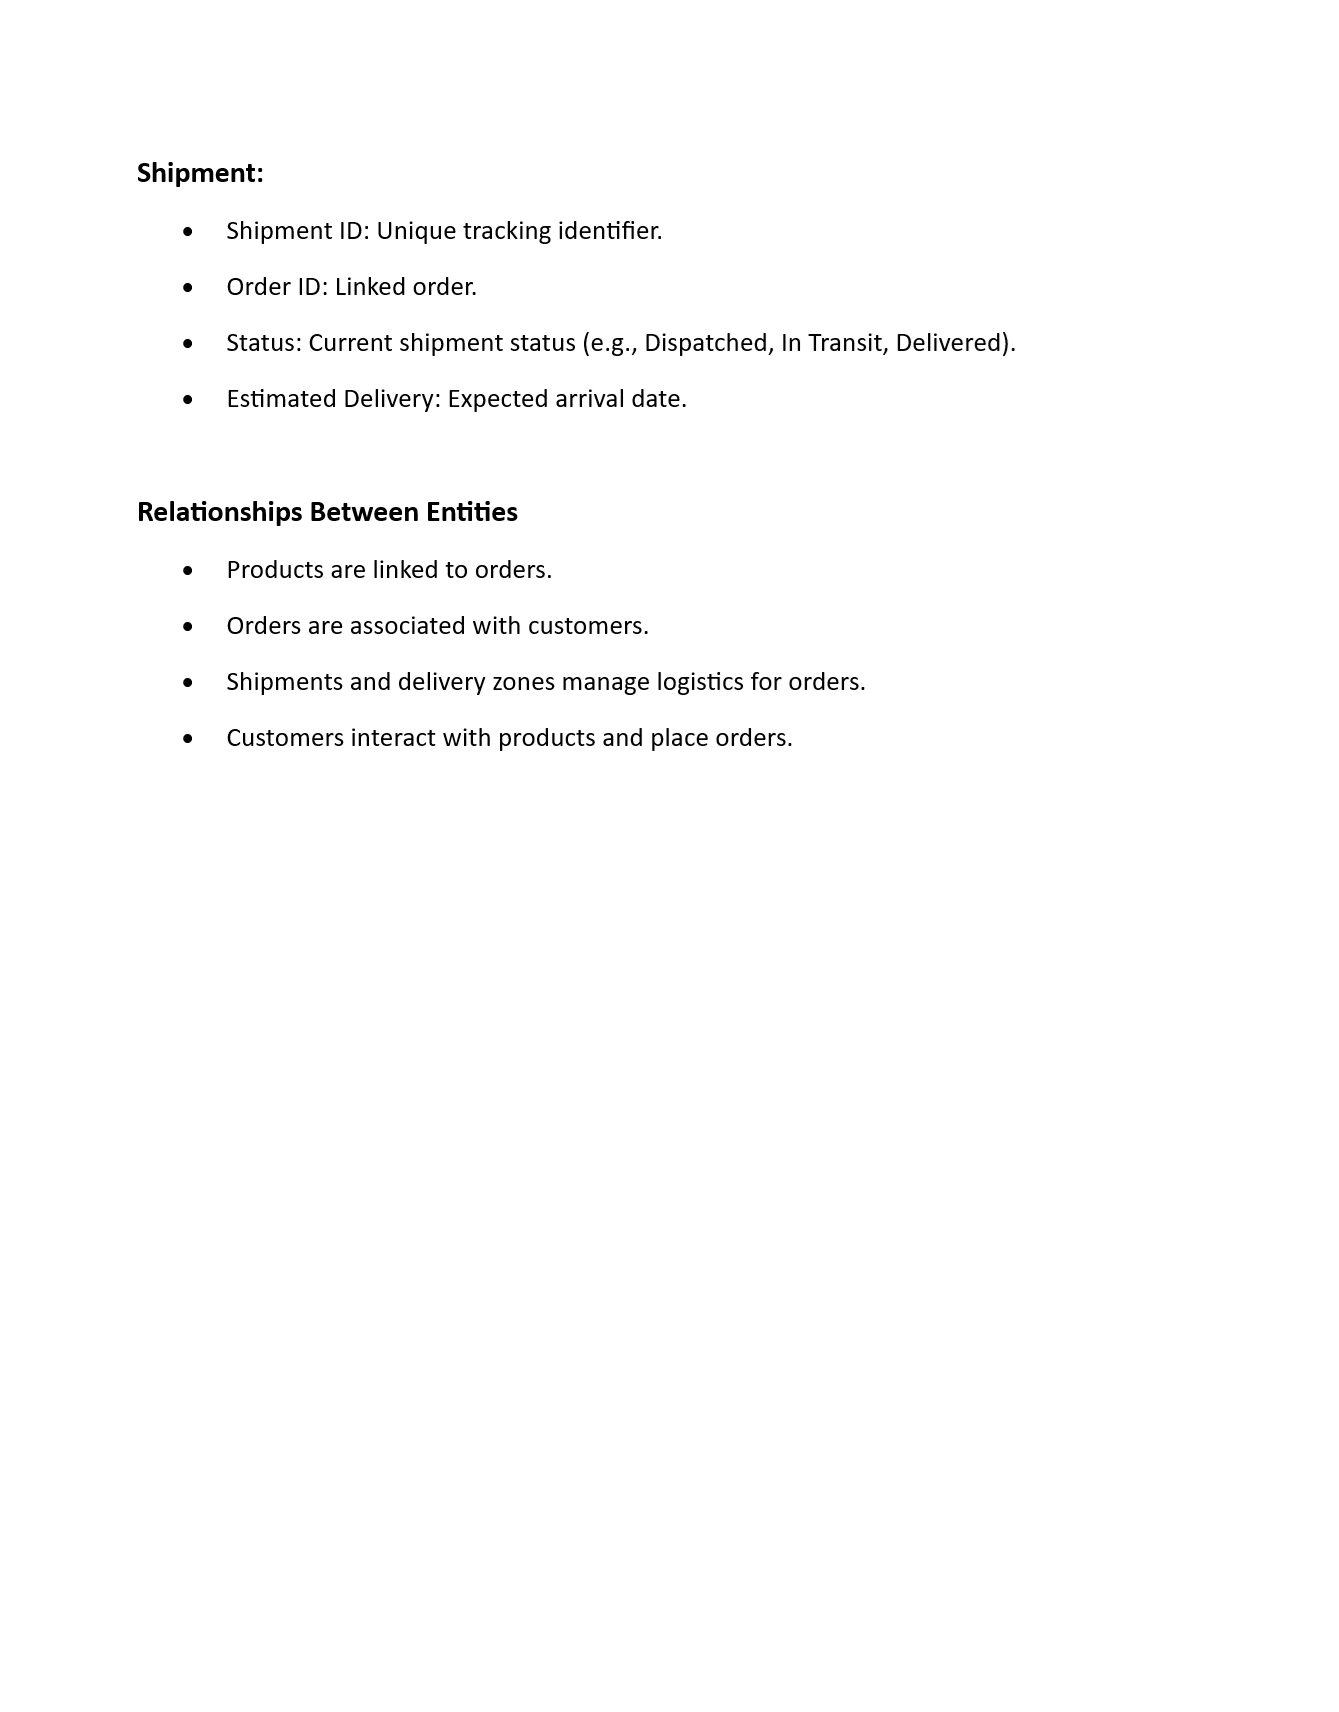 Shipment:
• Shipment ID: Unique tracking identifier.
• Order ID: Linked order.
• Status: Current shipment status (e.g., Dispatched, In Transit, Delivered).
• Estimated Delivery: Expected arrival date.
Relationships Between Entities
• Products are linked to orders.
• Orders are associated with customers.
• Shipments and delivery zones manage logistics for orders.
• Customers interact with products and place orders.